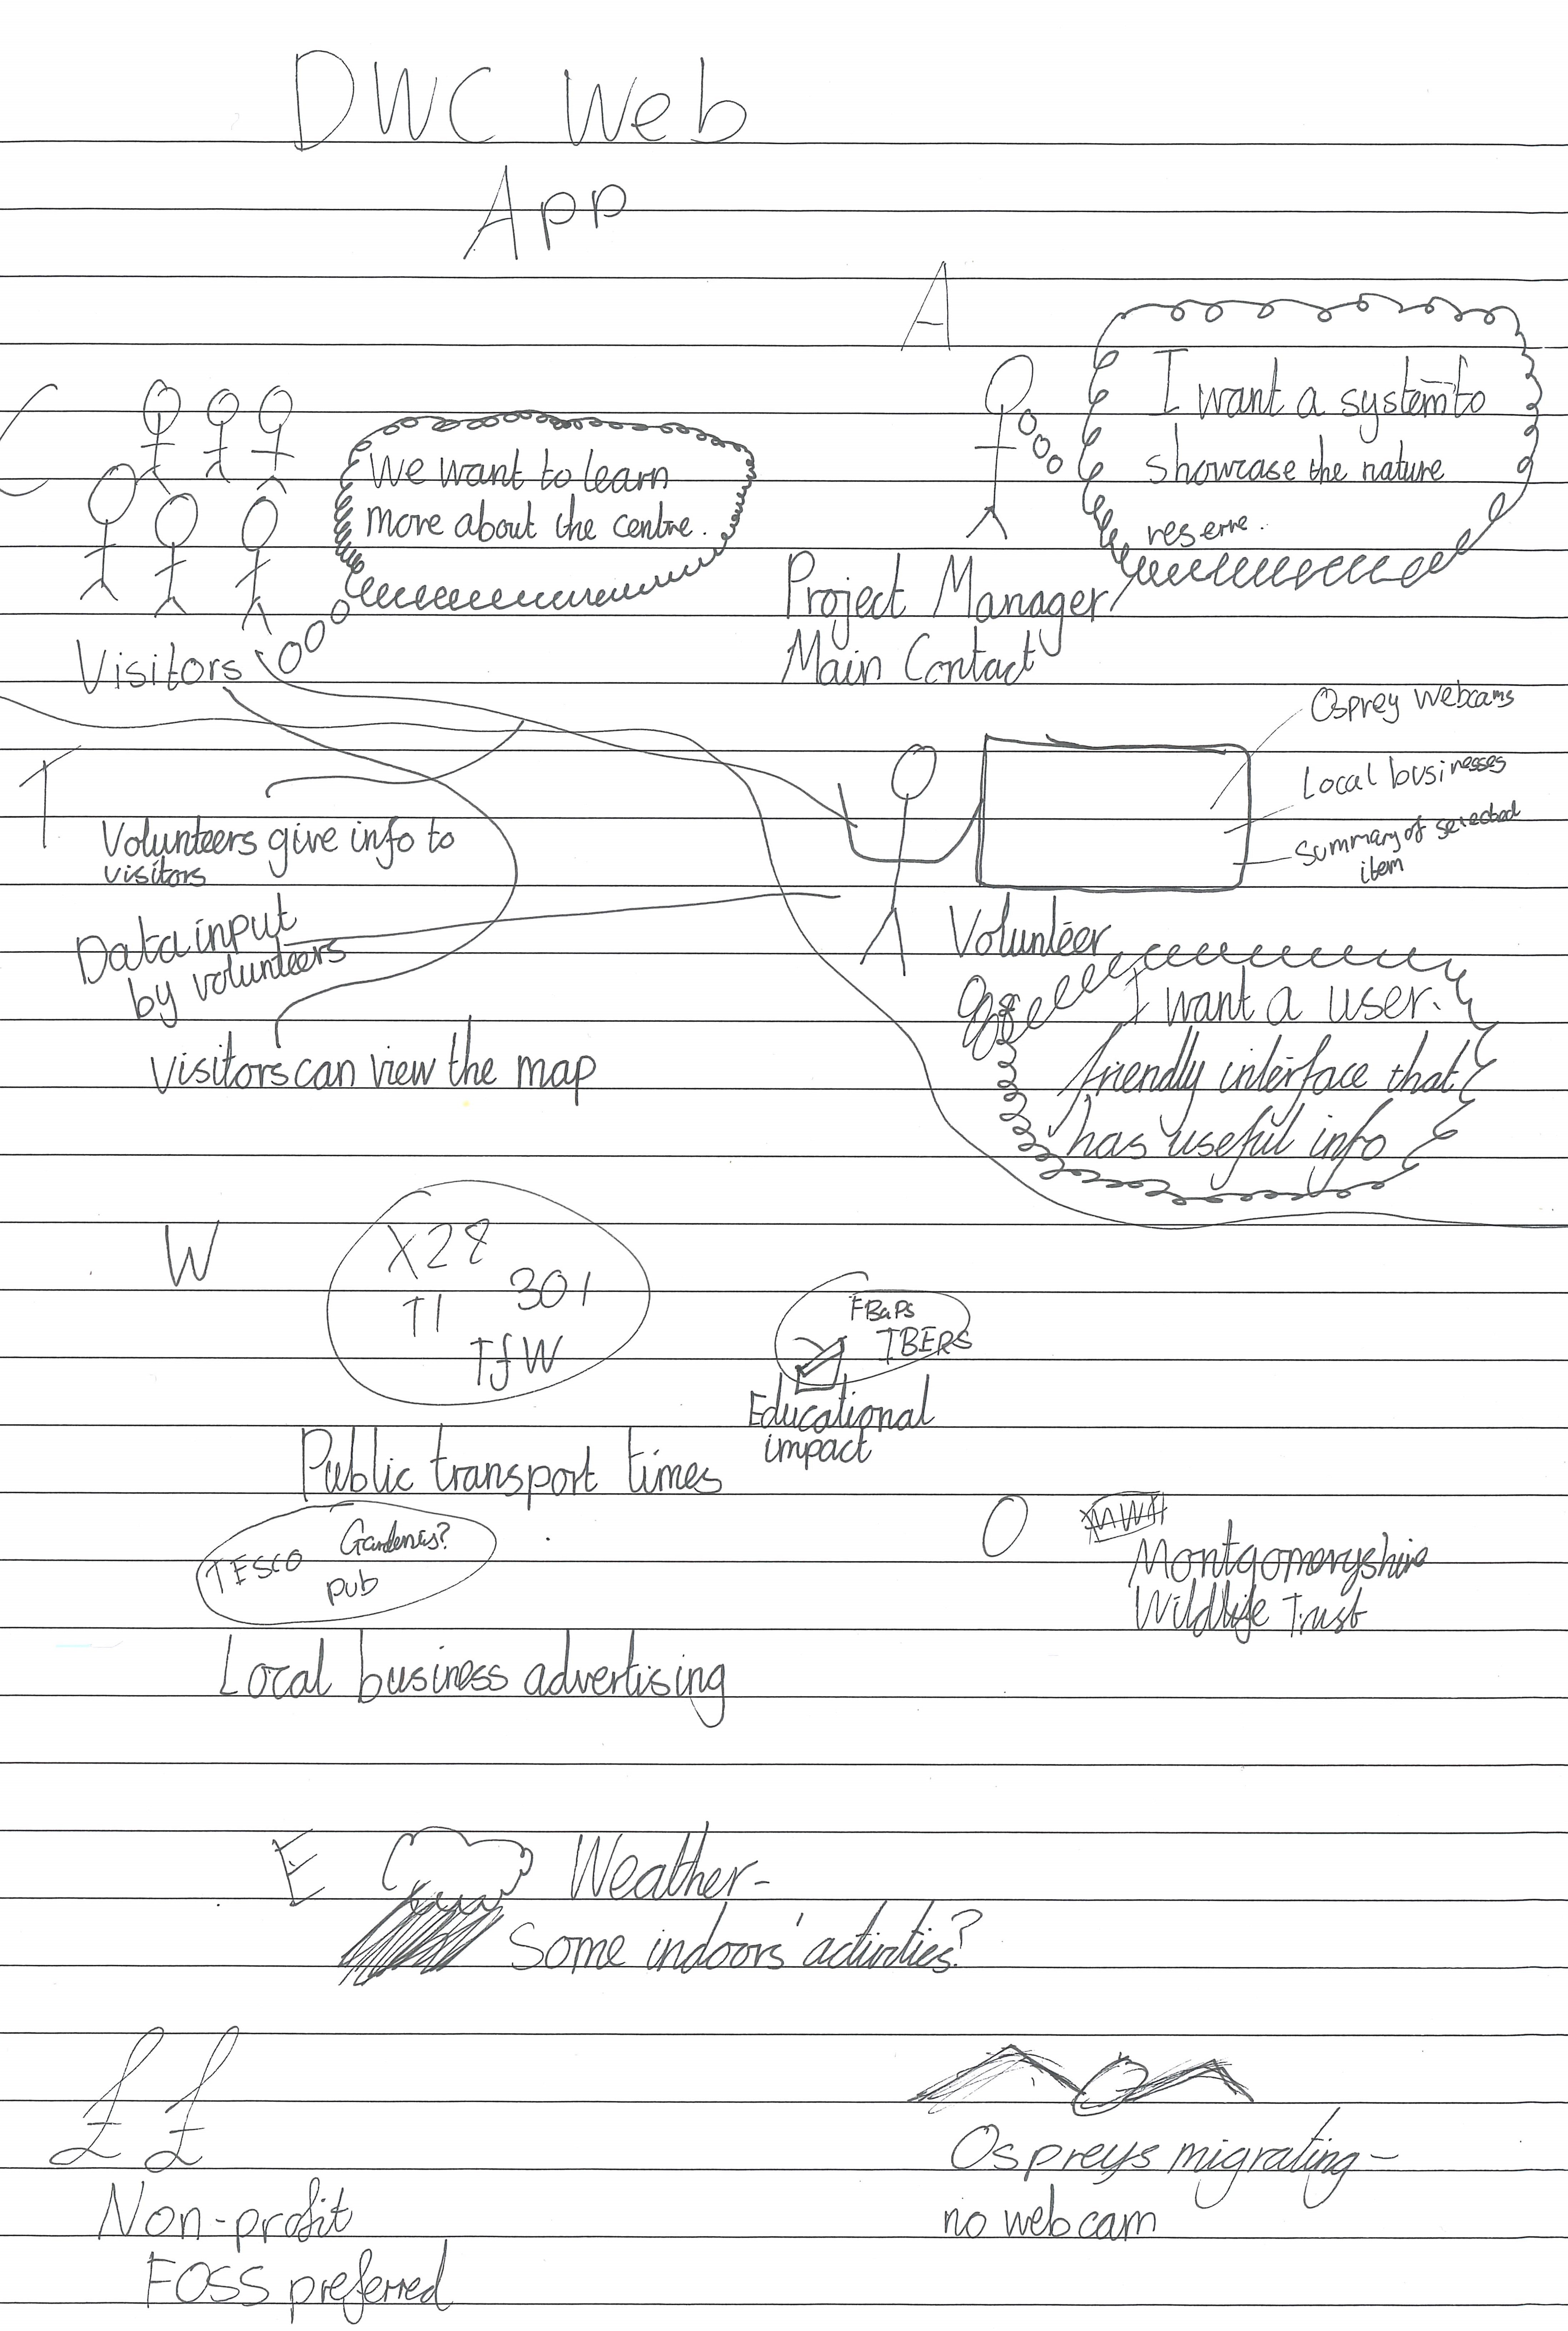 DWC Web
App
C
A
We want to learn
more about the centre.
I want a system to
showcase the nature
reserve.
Visitors
Project Manager/
Main Contact
Osprey Webcams
Local businesses
Summary of selected
item
T
Volunteers give info to
visitors
Data input
by volunteers
Visitors can view the map
Volunteer
I want a user-
friendly interface that
has useful info
W
X28
T1
301
TfW
Public transport times
FBaPs
TBERS
Educational
impact
TESCO
pub
Local business advertising
O
Montgomeryshire
Wildlife Trust
E
Weather-
Some indoors' activities?
££
Non-profit
FOSS preferred
Ospreys migrating-
no webcam